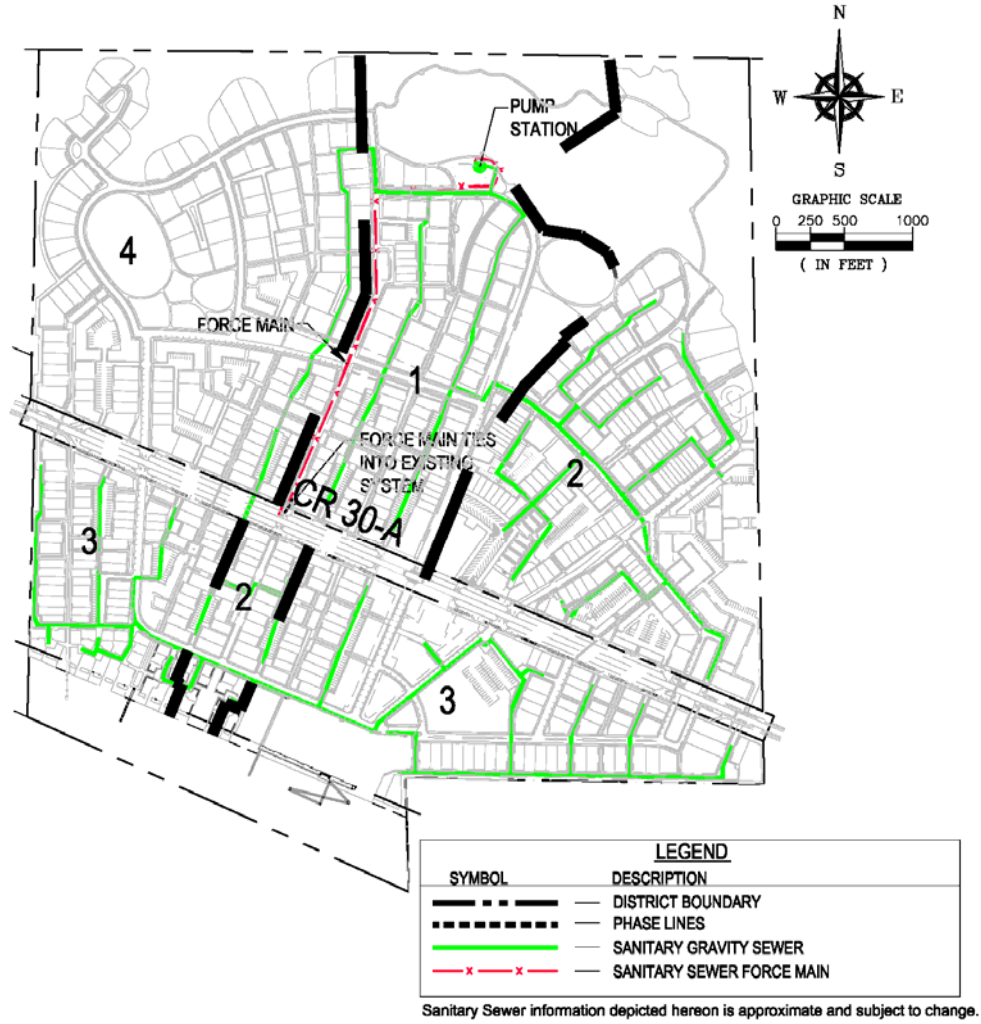 N
W E
S
GRAPHIC SCALE
0 250 500 1000
( IN FEET )
PUMP
STATION
4
FORCE MAIN
1
FORCE MAIN TIES
INTO EXISTING
SYSTEM
CR 30-A
2
3
2
3
LEGEND
SYMBOL DESCRIPTION
DISTRICT BOUNDARY
PHASE LINES
SANITARY GRAVITY SEWER
SANITARY SEWER FORCE MAIN
Sanitary Sewer information depicted hereon is approximate and subject to change.